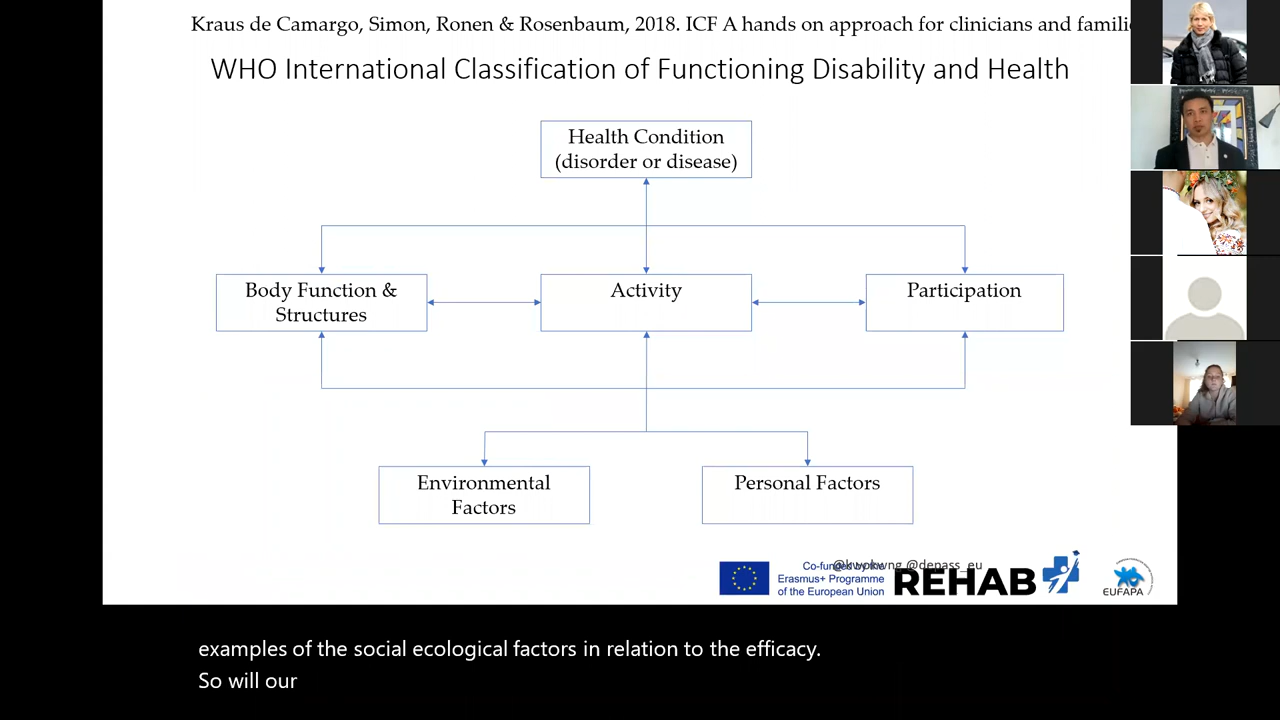 Kraus de Camargo, Simon, Ronen & Rosenbaum, 2018. ICF A hands on approach for clinicians and
WHO International Classification of Functioning Disability and Health
Health Condition
(disorder or disease)
Body Function &
Structures
Activity
Participation
Environmental
Factors
Personal Factors
@kwokwng @depass_eu
Co-funded by the
Erasmus+ Programme
of the European Union
REHAB
EUFAPA
examples of the social ecological factors in relation to the efficacy.
So will our